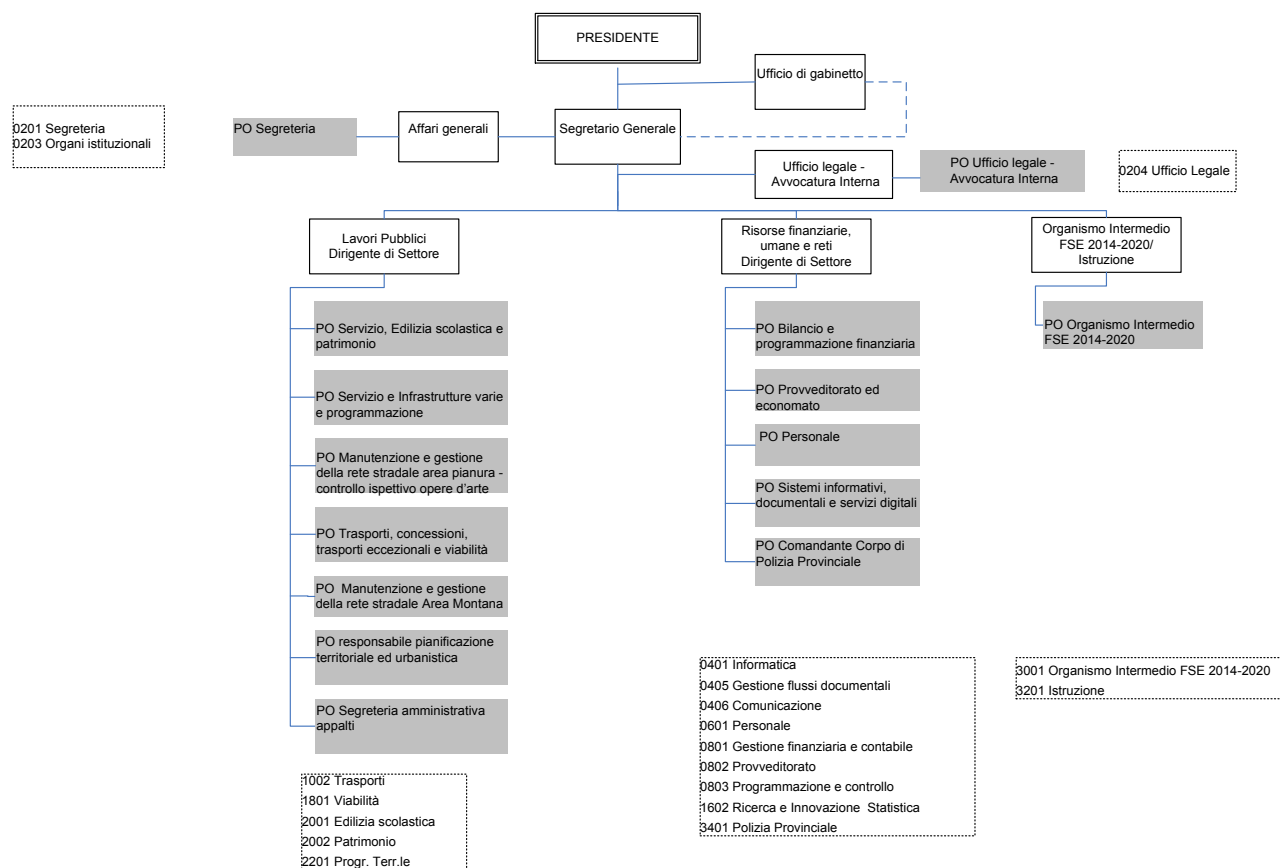 PRESIDENTE
Ufficio di gabinetto
0201 Segreteria
0203 Organi istituzionali
PO Segreteria
Affari generali
Segretario Generale
Ufficio legale -
Avvocatura Interna
PO Ufficio legale -
Avvocatura Interna
0204 Ufficio Legale
Lavori Pubblici
Dirigente di Settore
Risorse finanziarie,
umane e reti
Dirigente di Settore
Organismo Intermedio
FSE 2014-2020/
Istruzione
PO Servizio, Edilizia scolastica e
patrimonio
PO Servizio e Infrastrutture varie
e programmazione
PO Manutenzione e gestione
della rete stradale area pianura -
controllo ispettivo opere d'arte
PO Trasporti, concessioni,
trasporti eccezionali e viabilità
PO Manutenzione e gestione
della rete stradale Area Montana
PO responsabile pianificazione
territoriale ed urbanistica
PO Segreteria amministrativa
appalti
1002 Trasporti
1801 Viabilità
2001 Edilizia scolastica
2002 Patrimonio
2201 Progr. Terr.le
PO Bilancio e
programmazione finanziaria
PO Provveditorato ed
economato
PO Personale
PO Sistemi informativi,
documentali e servizi digitali
PO Comandante Corpo di
Polizia Provinciale
0401 Informatica
0405 Gestione flussi documentali
0406 Comunicazione
0601 Personale
0801 Gestione finanziaria e contabile
0802 Provveditorato
0803 Programmazione e controllo
1602 Ricerca e Innovazione Statistica
3401 Polizia Provinciale
PO Organismo Intermedio
FSE 2014-2020
3001 Organismo Intermedio FSE 2014-2020
3201 Istruzione